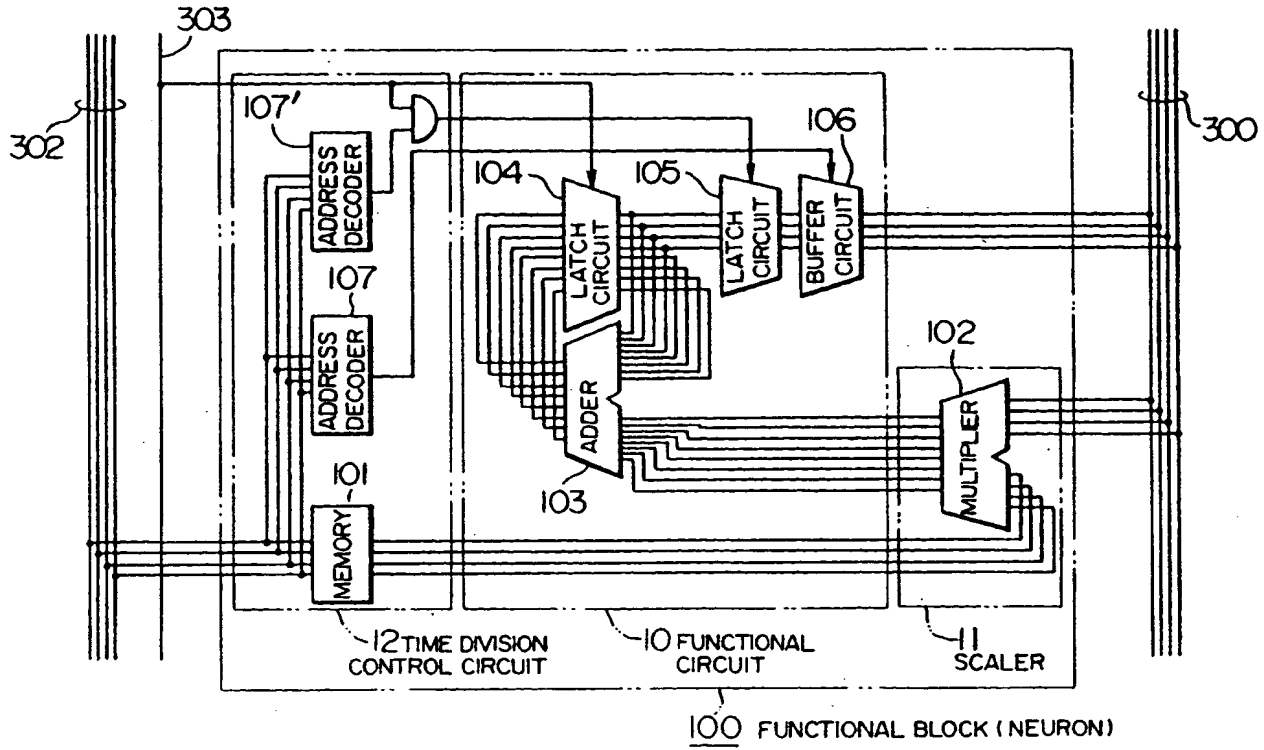 303
302
300
107'
ADDRESS
DECODER
104
LATCH
CIRCUIT
105
LATCH
CIRCUIT
106
BUFFER
CIRCUIT
107
ADDRESS
DECODER
ADDER
103
102
MULTIPLER
101
MEMORY
12 TIME DIVISION
CONTROL CIRCUIT
10 FUNCTIONAL
CIRCUIT
11
SCALER
100 FUNCTIONAL BLOCK (NEURON)